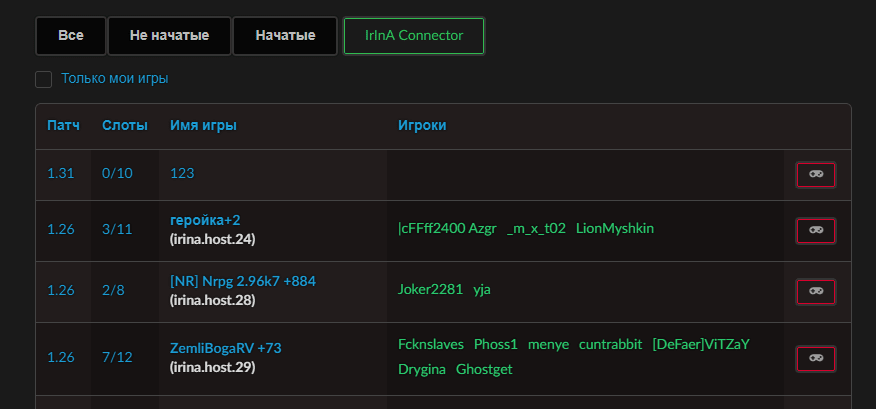 Все Не начатые Начатые IrInA Connector
Только мои игры
Патч Слоты Имя игры Игроки
1.31 0/10 123
1.26 3/11 геройка+2 |cFFff2400 Azgr _m_x_t02 LionMyshkin
(irina.host.24)
1.26 2/8 [NR] Nrpg 2.96k7 +884 Joker2281 yja
(irina.host.28)
1.26 7/12 ZemliBogaRV +73 Fcknslaves Phoss1 menye cuntrabbit [DeFaer]ViTZaY
(irina.host.29) Drygina Ghostget